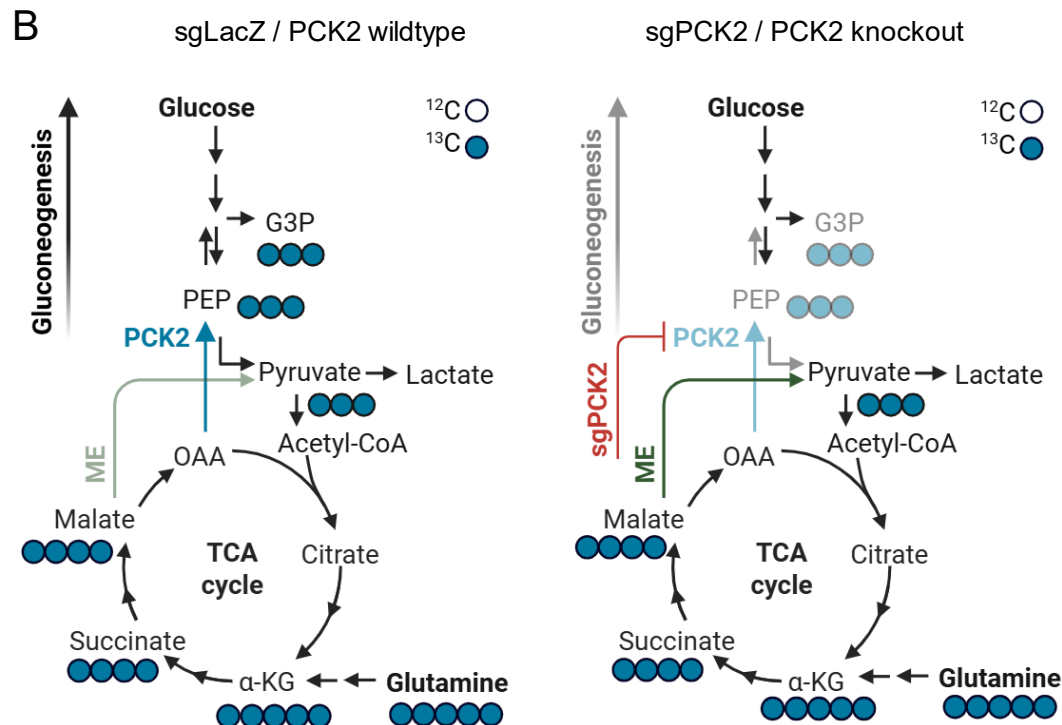 B
sgLacZ / PCK2 wildtype
Glucose
¹²C
¹³C
Gluconeogenesis
G3P
PEP
PCK2
Pyruvate
Lactate
ME
OAA
Acetyl-CoA
Malate
TCA
cycle
Citrate
Succinate
α-KG
Glutamine
sgPCK2 / PCK2 knockout
Glucose
¹²C
¹³C
Gluconeogenesis
G3P
PEP
PCK2
sgPCK2
Pyruvate
Lactate
ME
OAA
Acetyl-CoA
Malate
TCA
cycle
Citrate
Succinate
α-KG
Glutamine